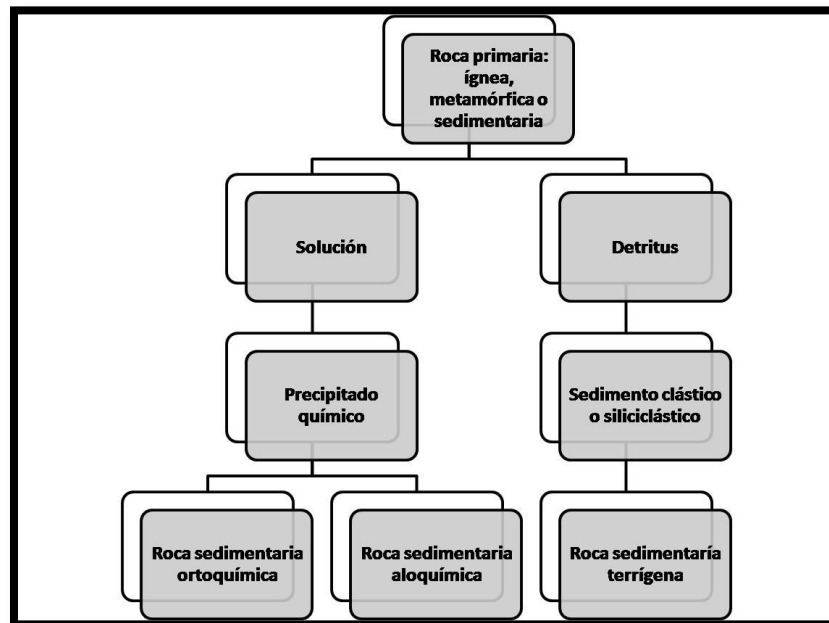 Roca primaria:
ígnea,
metamórfica o
sedimentaria
Solución
Detritus
Precipitado
químico
Sedimento clástico
o siliciclástico
Roca sedimentaria
ortoquímica
Roca sedimentaria
aloquímica
Roca sedimentaría
terrígena